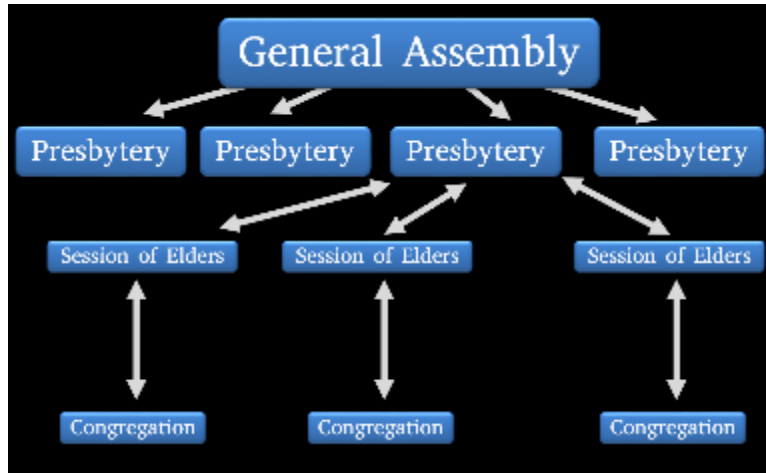 General Assembly
Presbytery
Presbytery
Presbytery
Presbytery
Session of Elders
Session of Elders
Session of Elders
Congregation
Congregation
Congregation